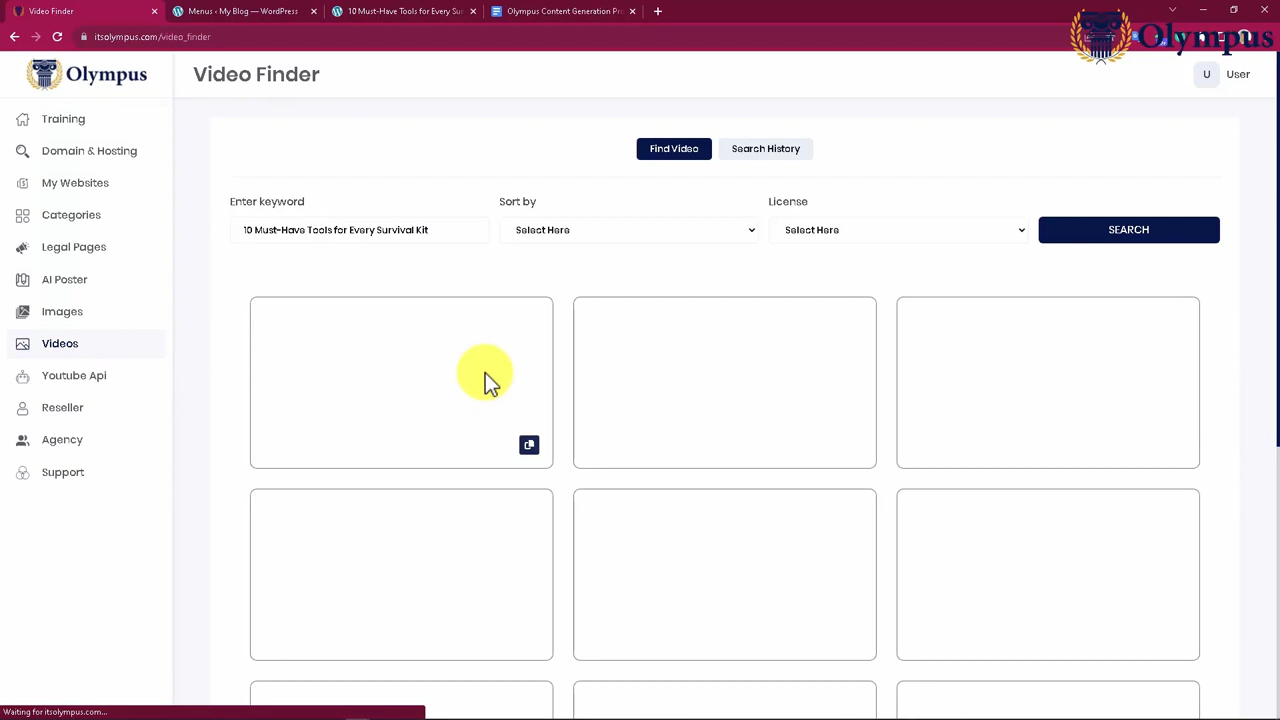 Video Finder
Menus ‹ My Blog — WordPress
10 Must-Have Tools for Every Sur
Olympus Content Generation Pro
itsolympus.com/video_finder
Olympus
Olympus
Video Finder
U
User
Training
Domain & Hosting
My Websites
Categories
Legal Pages
AI Poster
Images
Videos
Youtube Api
Reseller
Agency
Support
Find Video
Search History
Enter keyword
Sort by
License
10 Must-Have Tools for Every Survival Kit
Select Here
Select Here
SEARCH
Waiting for itsolympus.com...